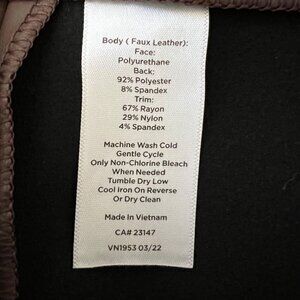 Body ( Faux Leather):
Face:
Polyurethane
Back:
92% Polyester
8% Spandex
Trim:
67% Rayon
29% Nylon
4% Spandex
Machine Wash Cold
Gentle Cycle
Only Non-Chlorine Bleach
When Needed
Tumble Dry Low
Cool Iron On Reverse
Or Dry Clean
Made In Vietnam
CA# 23147
VN1953 03/22